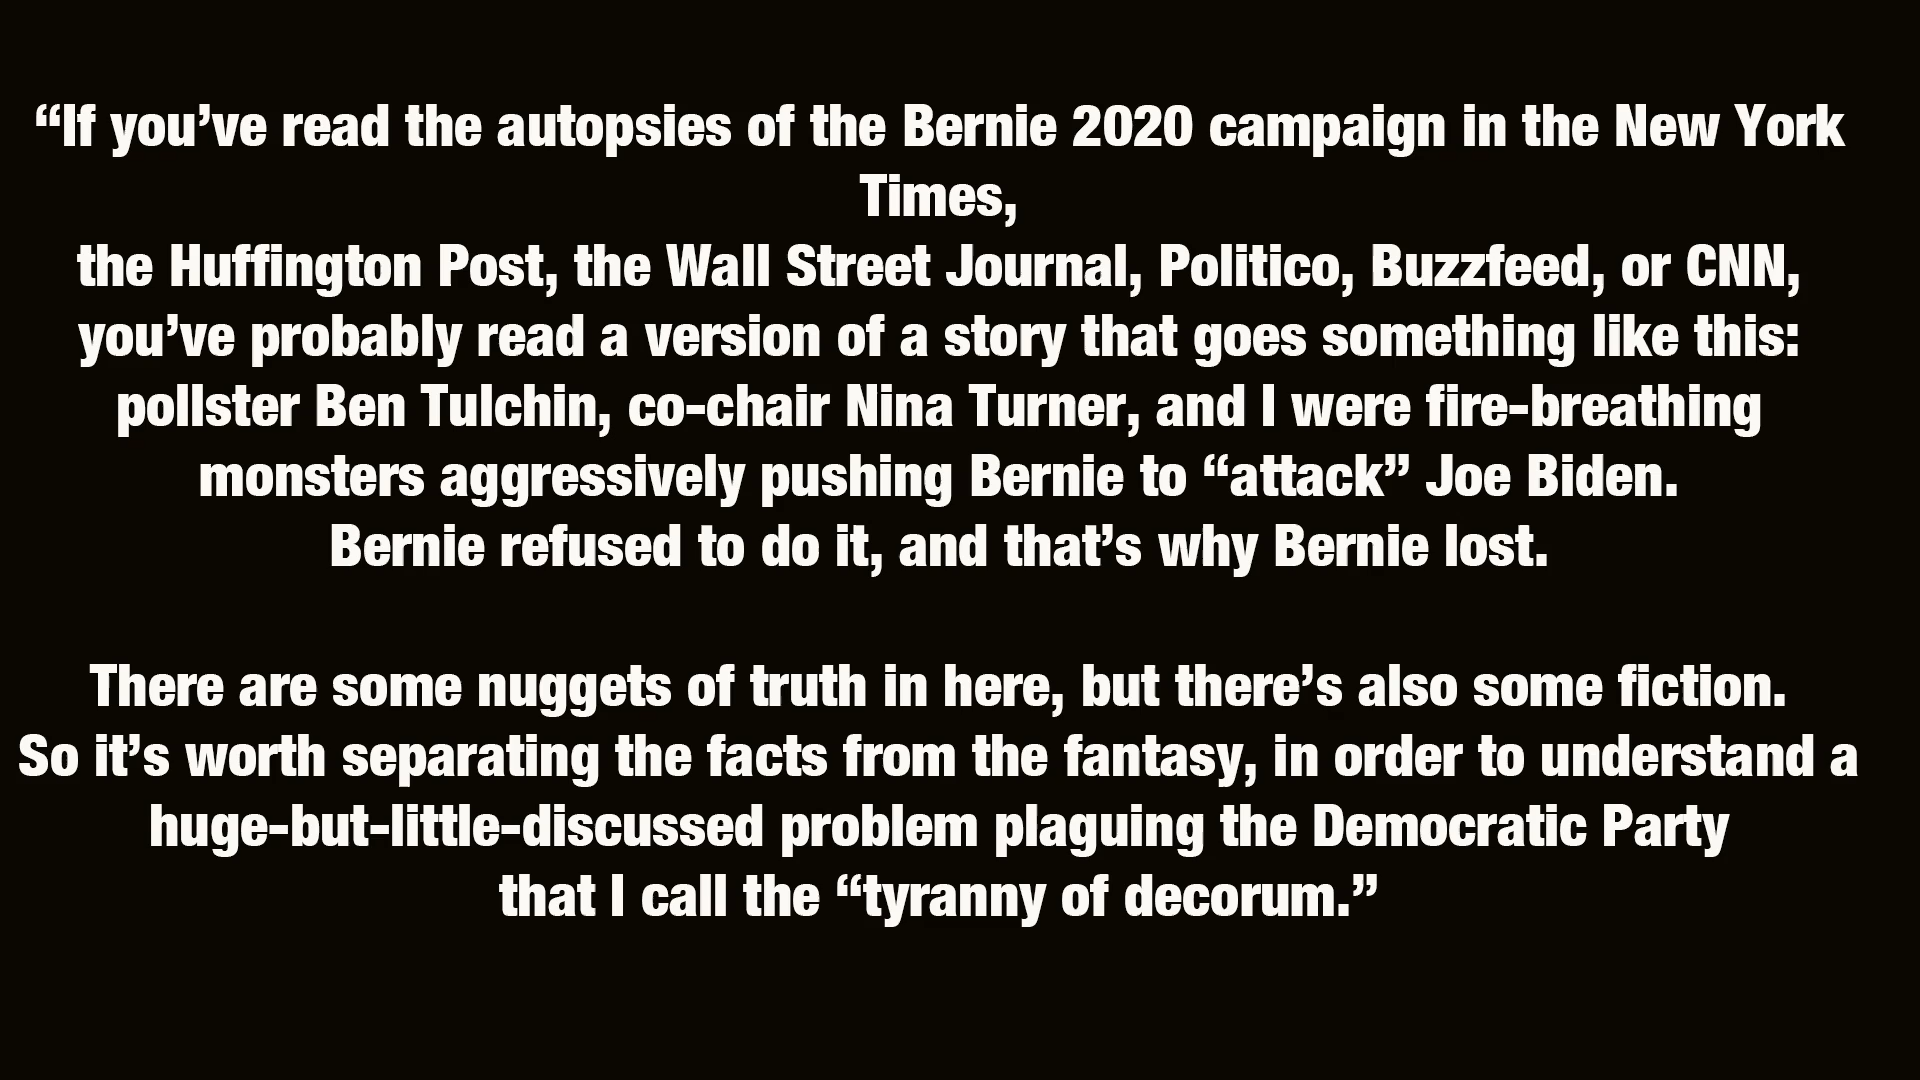 “If you’ve read the autopsies of the Bernie 2020 campaign in the New York
Times,
the Huffington Post, the Wall Street Journal, Politico, Buzzfeed, or CNN,
you’ve probably read a version of a story that goes something like this:
pollster Ben Tulchin, co-chair Nina Turner, and I were fire-breathing
monsters aggressively pushing Bernie to “attack” Joe Biden.
Bernie refused to do it, and that’s why Bernie lost.
There are some nuggets of truth in here, but there’s also some fiction.
So it’s worth separating the facts from the fantasy, in order to understand a
huge-but-little-discussed problem plaguing the Democratic Party
that I call the “tyranny of decorum.”